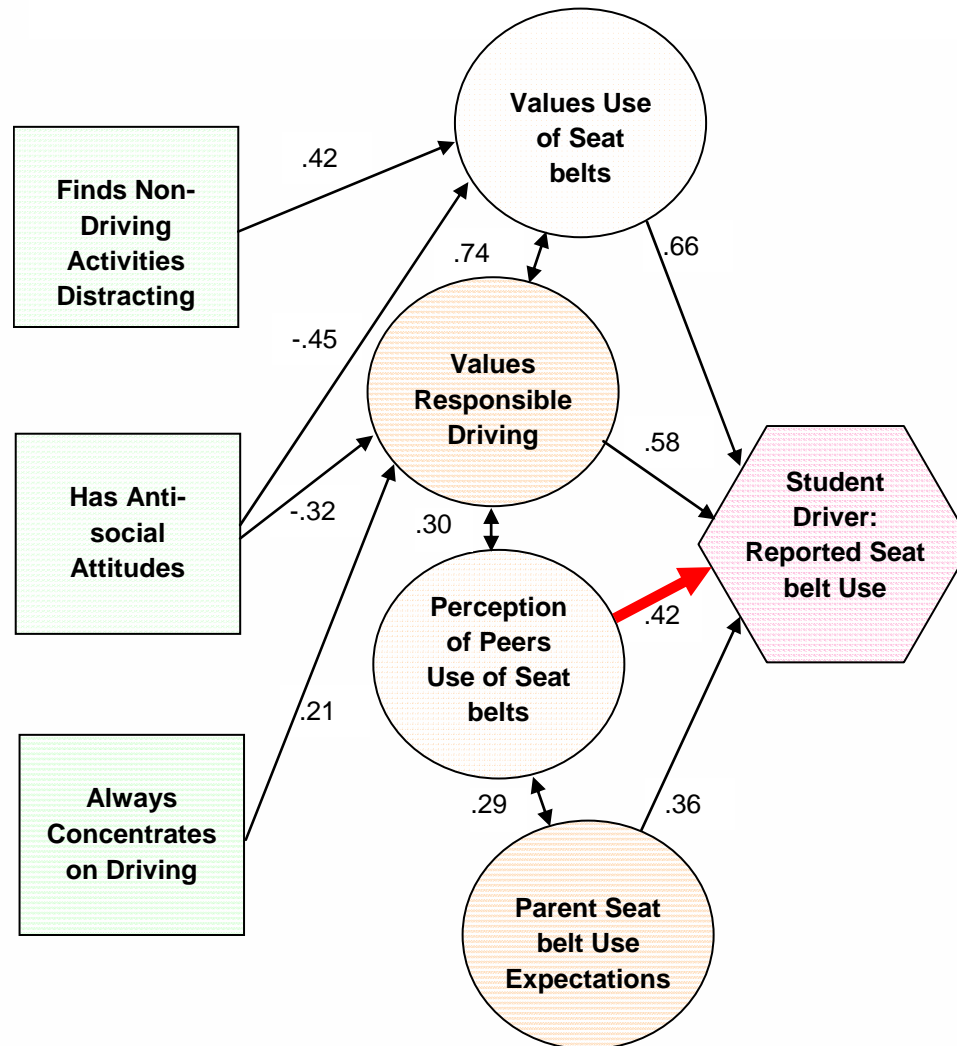 Values Use
of Seat
belts
.42
Finds Non-
Driving
Activities
Distracting
.74
.66
-.45
Values
Responsible
Driving
.58
Has Anti-
social
Attitudes
-.32
.30
Student
Driver:
Reported Seat
belt Use
Perception
of Peers
Use of Seat
belts
.42
.21
Always
Concentrates
on Driving
.29
.36
Parent Seat
belt Use
Expectations